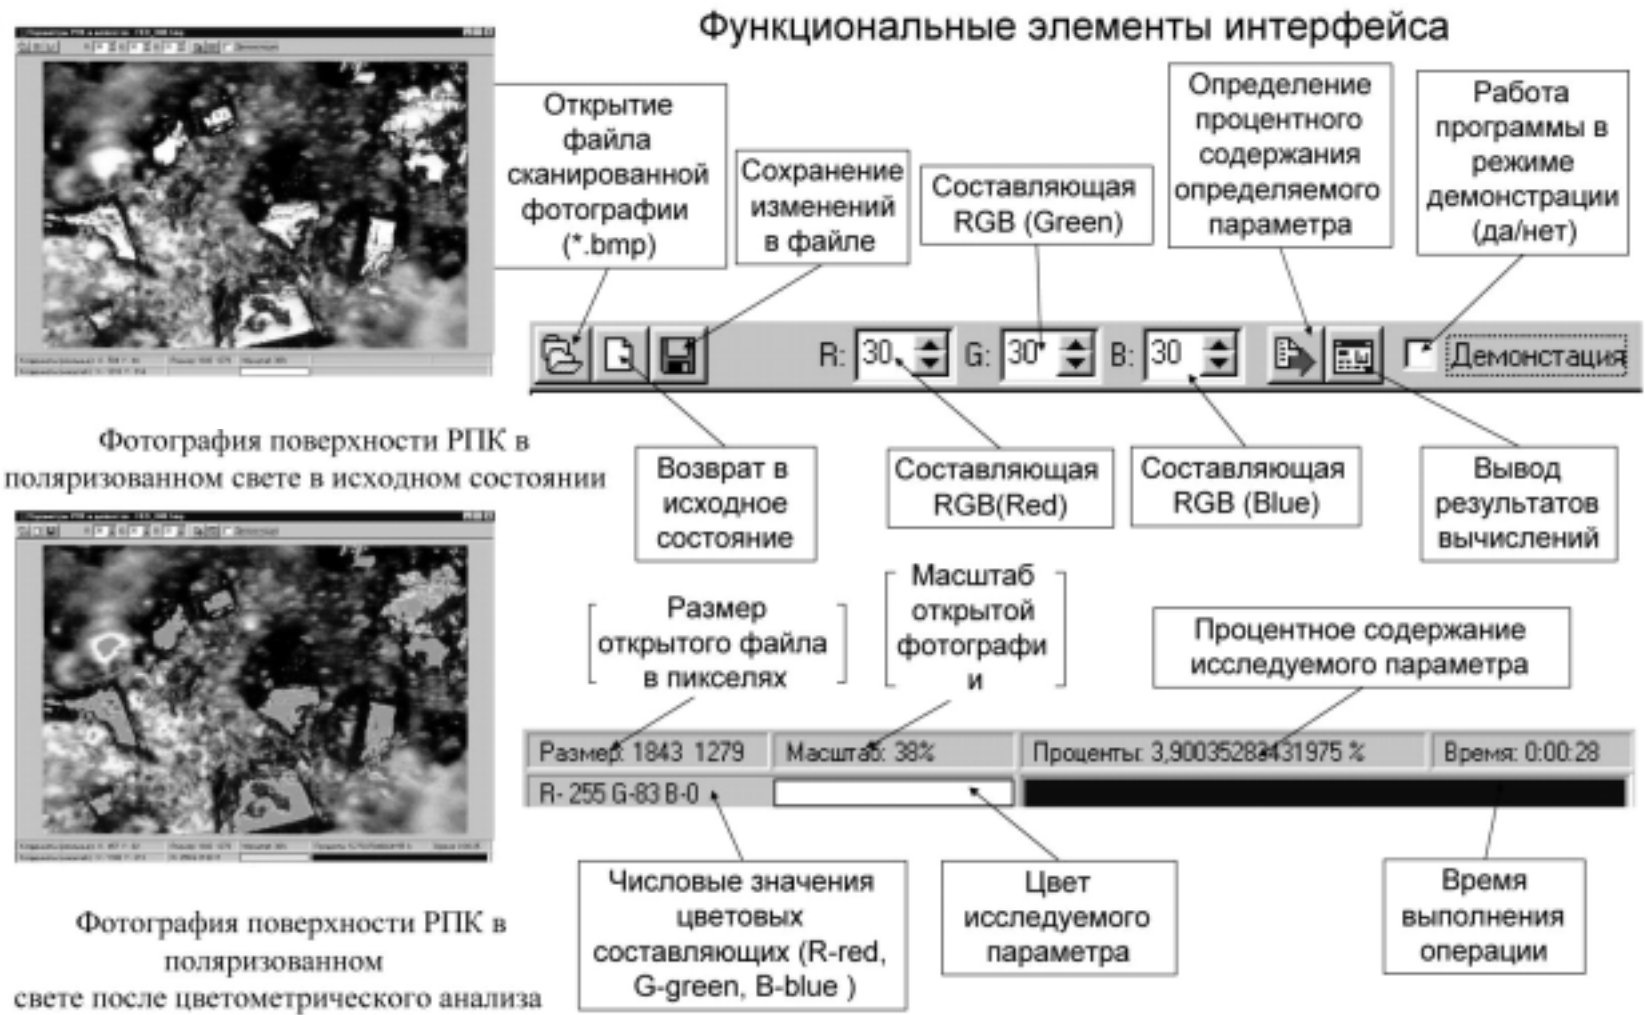 Функциональные элементы интерфейса
Открытие
файла
сканированной
фотографии
(*.bmp)
Сохранение
изменений
в файле
Составляющая
RGB (Green)
Определение
процентного
содержания
определяемого
параметра
Работа
программы в
режиме
демонстрации
(да/нет)
R: 30 G: 30 B: 30 Демонстация
Фотография поверхности РПК в
поляризованном свете в исходном состоянии
Возврат в
исходное
состояние
Составляющая
RGB(Red)
Составляющая
RGB (Blue)
Вывод
результатов
вычислений
Размер
открытого файла
в пикселях
Масштаб
открытой
фотографи
и
Процентное содержание
исследуемого параметра
Размер: 1843 1279 Масштаб: 38% Проценты: 3,90035283431975 % Время: 0:00:28
R- 255 G-83 B-0
Числовые значения
цветовых
составляющих (R-red,
G-green, B-blue )
Цвет
исследуемого
параметра
Время
выполнения
операции
Фотография поверхности РПК в
поляризованном
свете после цветометрического анализа